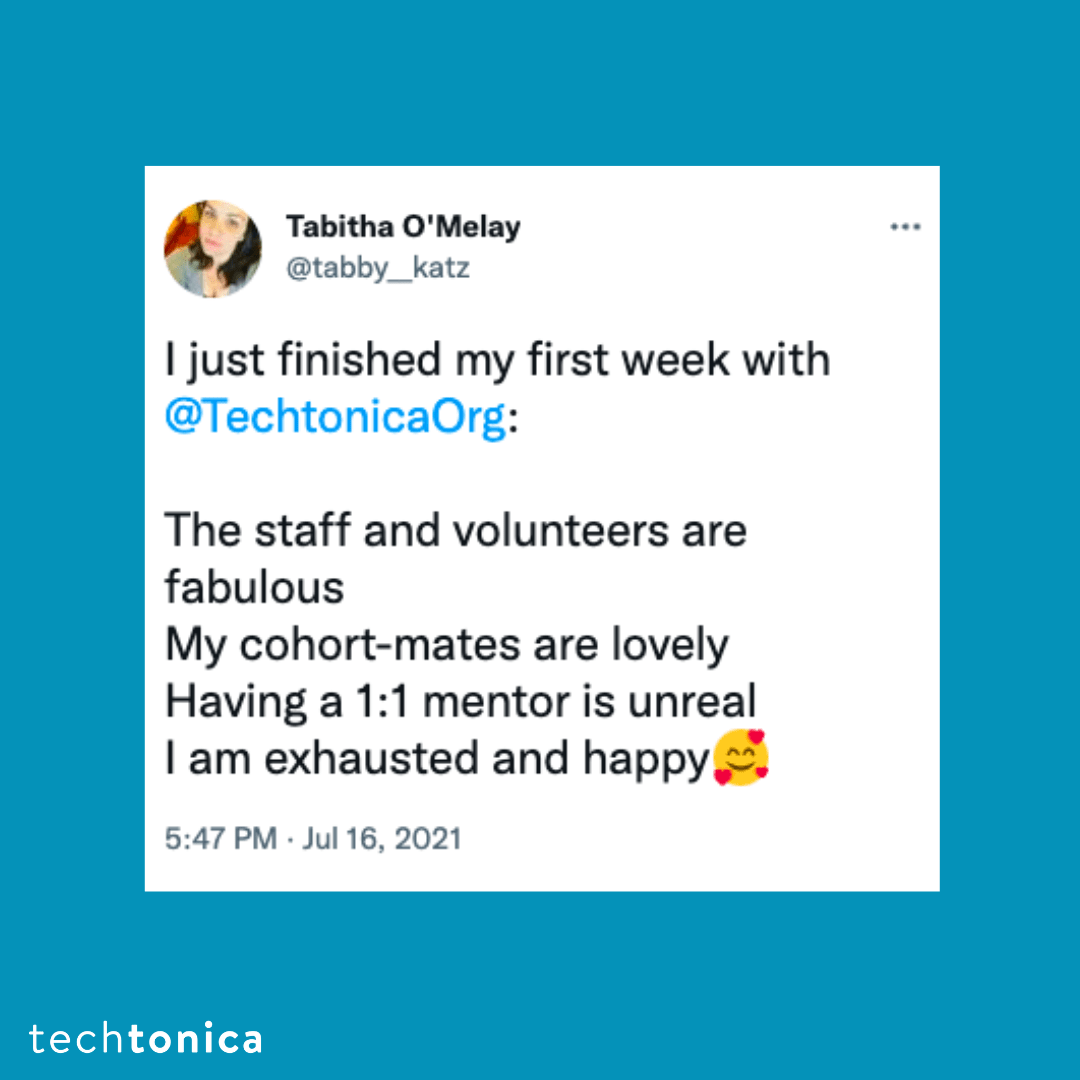 Tabitha O'Melay
@tabby__katz
I just finished my first week with
@TechtonicaOrg:
The staff and volunteers are
fabulous
My cohort-mates are lovely
Having a 1:1 mentor is unreal
I am exhausted and happy🥰
5:47 PM · Jul 16, 2021
techtonica